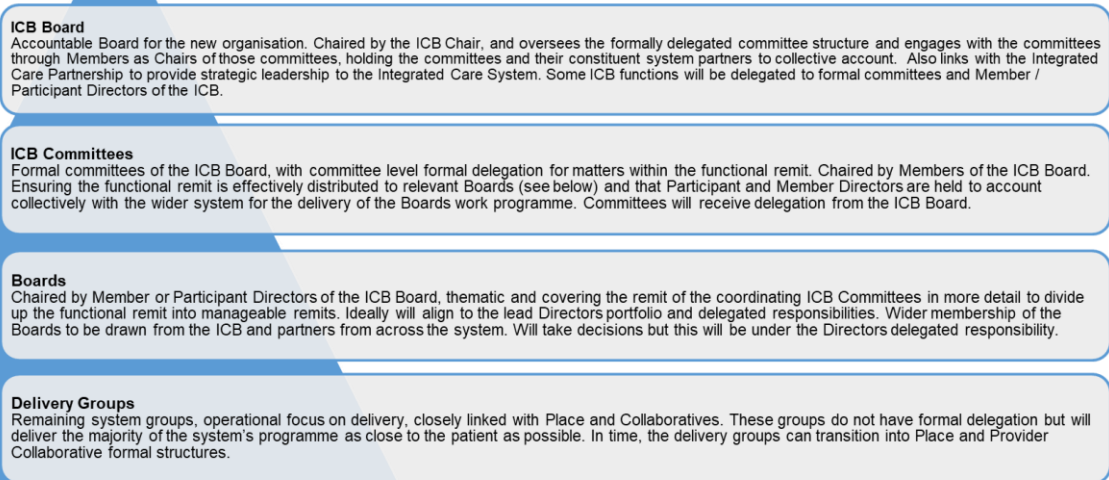 ICB Board
Accountable Board for the new organisation. Chaired by the ICB Chair, and oversees the formally delegated committee structure and engages with the committees
through Members as Chairs of those committees, holding the committees and their constituent system partners to collective account. Also links with the Integrated
Care Partnership to provide strategic leadership to the Integrated Care System. Some ICB functions will be delegated to formal committees and Member /
Participant Directors of the ICB.
ICB Committees
Formal committees of the ICB Board, with committee level formal delegation for matters within the functional remit. Chaired by Members of the ICB Board.
Ensuring the functional remit is effectively distributed to relevant Boards (see below) and that Participant and Member Directors are held to account
collectively with the wider system for the delivery of the Boards work programme. Committees will receive delegation from the ICB Board.
Boards
Chaired by Member or Participant Directors of the ICB Board, thematic and covering the remit of the coordinating ICB Committees in more detail to divide
up the functional remit into manageable remits. Ideally will align to the lead Directors portfolio and delegated responsibilities. Wider membership of the
Boards to be drawn from the ICB and partners from across the system. Will take decisions but this will be under the Directors delegated responsibility.
Delivery Groups
Remaining system groups, operational focus on delivery, closely linked with Place and Collaboratives. These groups do not have formal delegation but will
deliver the majority of the system's programme as close to the patient as possible. In time, the delivery groups can transition into Place and Provider
Collaborative formal structures.